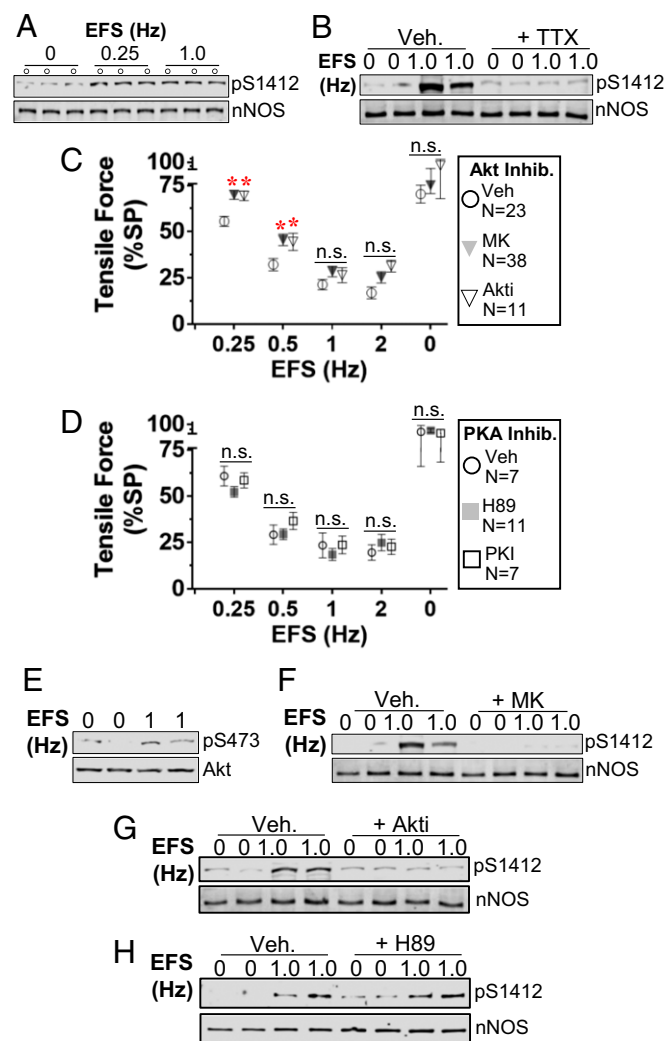 A
EFS (Hz)
0 0.25 1.0
pS1412
nNOS
B
Veh. + TTX
EFS 0 0 1.0 1.0 0 0 1.0 1.0
(Hz)
pS1412
nNOS
C
Tensile Force
(%SP)
100
75
50
25
0
** 
** 
n.s.
n.s.
n.s.
0.25 0.5 1 2 0
EFS (Hz)
Akt Inhib.
Veh
N=23
MK
N=38
Akti
N=11
D
Tensile Force
(%SP)
100
75
50
25
0
n.s.
n.s.
n.s.
n.s.
n.s.
0.25 0.5 1 2 0
EFS (Hz)
PKA Inhib.
Veh
N=7
H89
N=11
PKI
N=7
E
EFS 0 0 1 1
(Hz)
pS473
Akt
F
Veh. + MK
EFS 0 0 1.0 1.0 0 0 1.0 1.0
(Hz)
pS1412
nNOS
G
Veh. + Akti
EFS 0 0 1.0 1.0 0 0 1.0 1.0
(Hz)
pS1412
nNOS
H
Veh. + H89
EFS 0 0 1.0 1.0 0 0 1.0 1.0
(Hz)
pS1412
nNOS